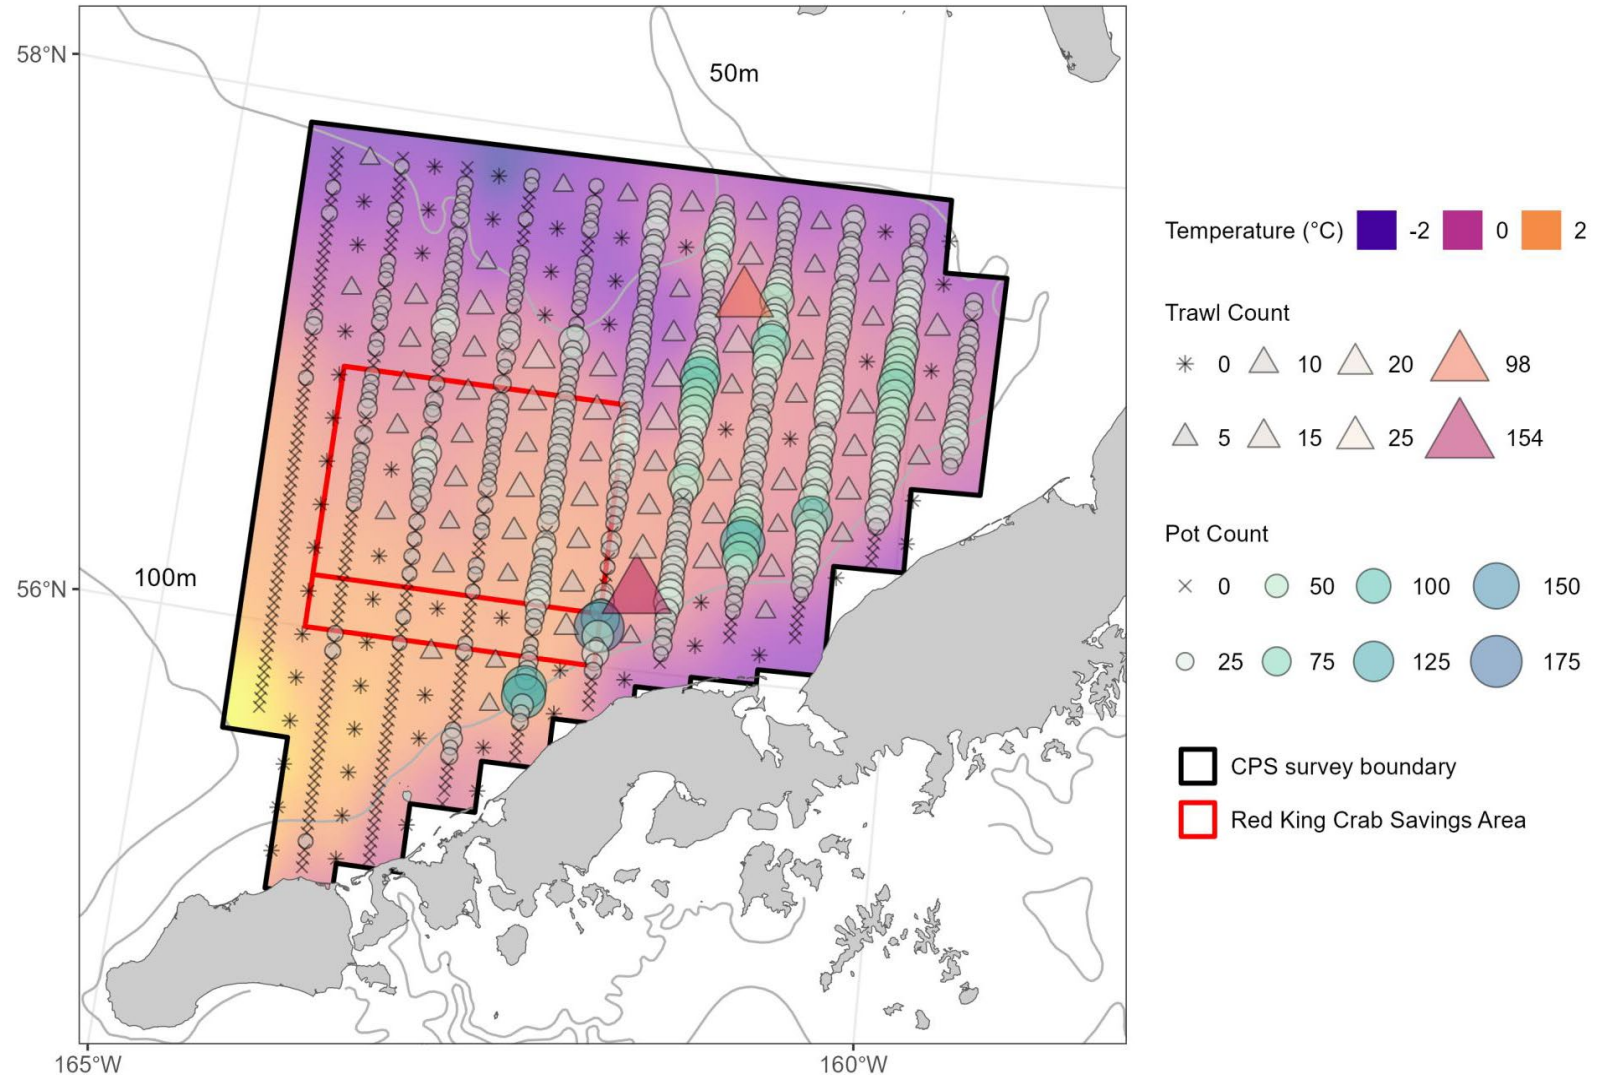 58°N
50m
100m
56°N
165°W
160°W
Temperature (°C) -2 0 2
Trawl Count
0 10 20 98
5 15 25 154
Pot Count
0 50 100 150
25 75 125 175
CPS survey boundary
Red King Crab Savings Area